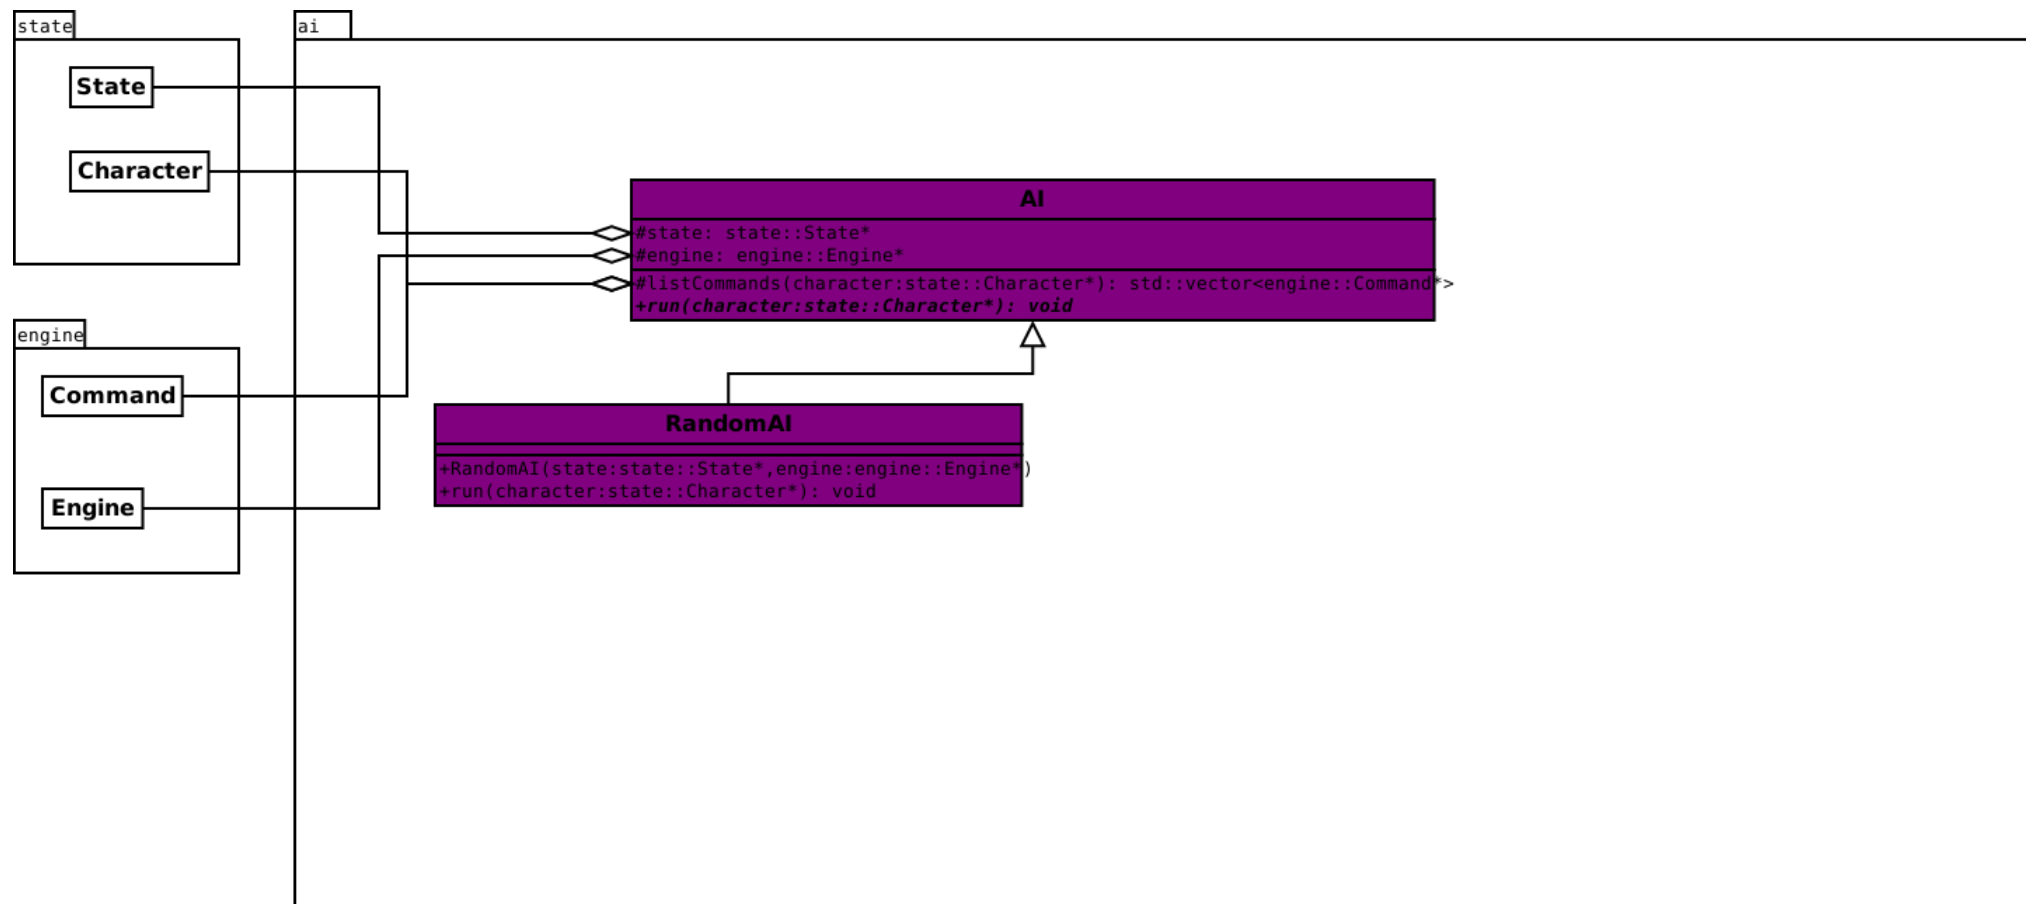 state
State
Character
engine
Command
Engine
ai
AI
#state: state::State*
#engine: engine::Engine*
#listCommands(character:state::Character*): std::vector<engine::Command*>
+run(character:state::Character*): void
RandomAI
+RandomAI(state:state::State*,engine:engine::Engine*)
+run(character:state::Character*): void